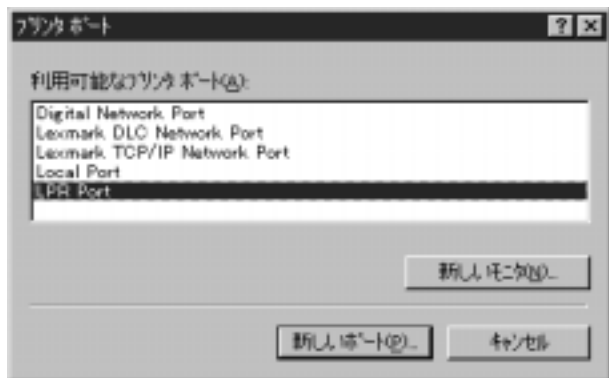 プリンタ ポート
利用可能なプリンタ ポート(A):
Digital Network Port
Lexmark DLC Network Port
Lexmark TCP/IP Network Port
Local Port
LPR Port
新しいモニタ(N)...
新しいポート(P)...
キャンセル